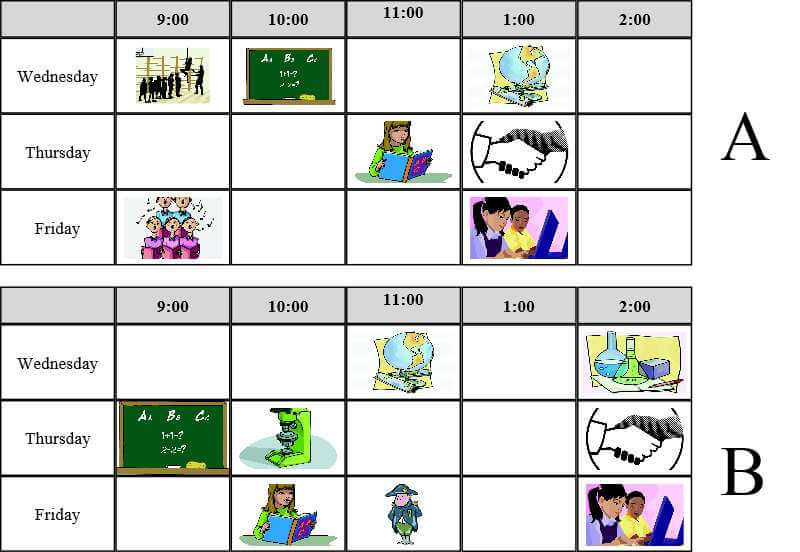 9:00 10:00 11:00 1:00 2:00
Wednesday
Aa Bb Cc
1+1=?
2-2=?
Thursday
A
Friday
9:00 10:00 11:00 1:00 2:00
Wednesday
Aa Bb Cc
1+1=?
2-2=?
Thursday
B
Friday